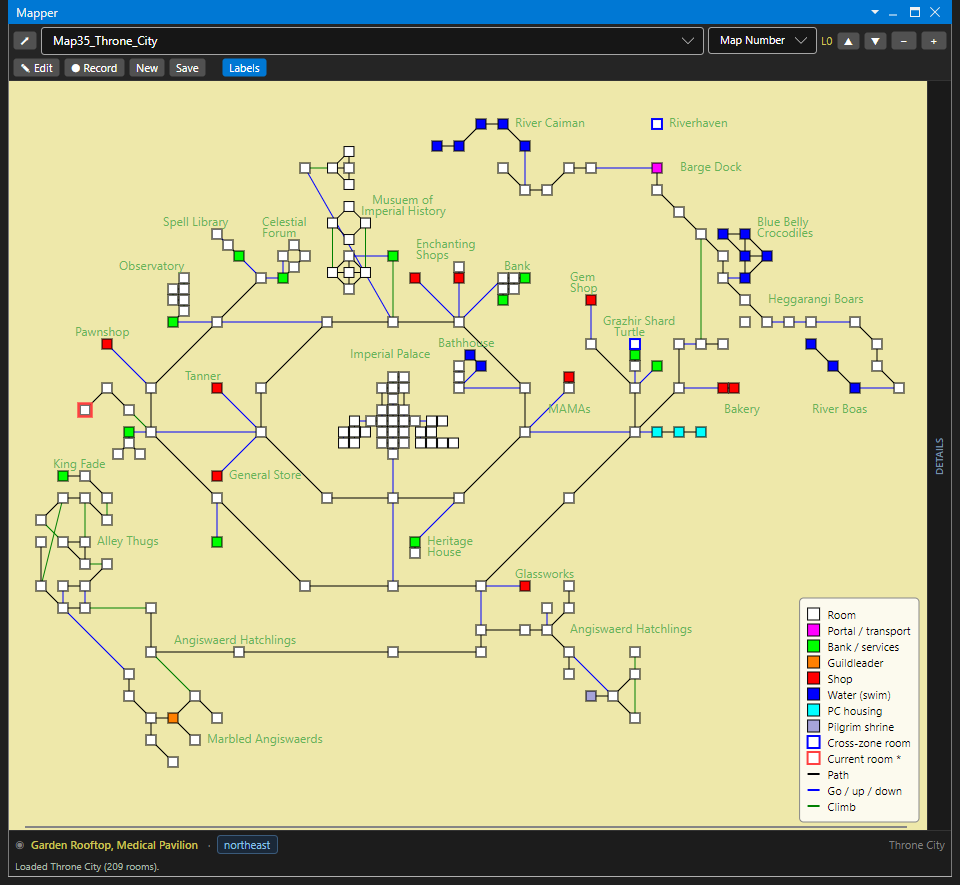 Mapper
Map35_Throne_City
Map Number
L0
Edit
Record
New
Save
Labels
River Caiman
Riverhaven
Barge Dock
Musuem of
Imperial History
Spell Library
Celestial
Forum
Blue Belly
Crocodiles
Enchanting
Shops
Observatory
Bank
Gem
Shop
Heggarangi Boars
Grazhir Shard
Turtle
Pawnshop
Bathhouse
Imperial Palace
Tanner
MAMAs
Bakery
River Boas
DETAILS
King Fade
General Store
Alley Thugs
Heritage
House
Glassworks
Angiswaerd Hatchlings
Angiswaerd Hatchlings
Marbled Angiswaerds
Room
Portal / transport
Bank / services
Guildleader
Shop
Water (swim)
PC housing
Pilgrim shrine
Cross-zone room
Current room *
Path
Go / up / down
Climb
Garden Rooftop, Medical Pavilion · northeast
Throne City
Loaded Throne City (209 rooms).